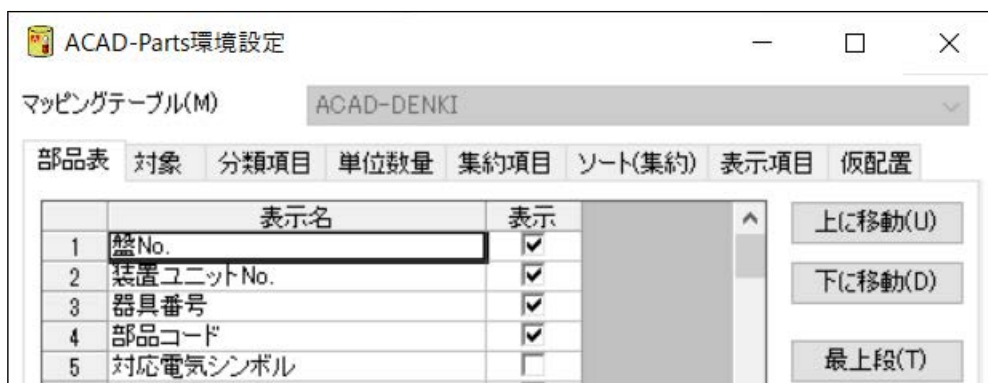 ACAD-Parts環境設定
マッピングテーブル(M) ACAD-DENKI
部品表 対象 分類項目 単位数量 集約項目 ソート(集約) 表示項目 仮配置
表示名 表示
1 盤No.
2 装置ユニットNo.
3 器具番号
4 部品コード
5 対応電気シンボル
上に移動(U)
下に移動(D)
最上段(T)